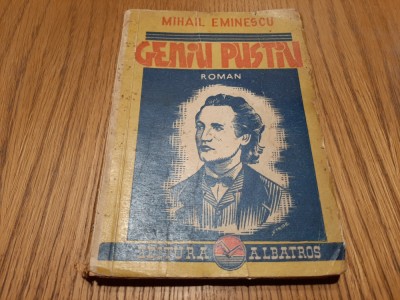 MIHAIL EMINESCU
GENIU PUSTIU
ROMAN
EDITURA ALBATROS